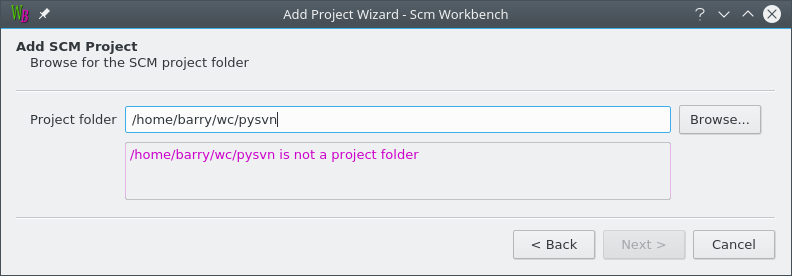 WB
Add Project Wizard - Scm Workbench
?
Add SCM Project
Browse for the SCM project folder
Project folder /home/barry/wc/pysvn Browse...
/home/barry/wc/pysvn is not a project folder
< Back Next > Cancel